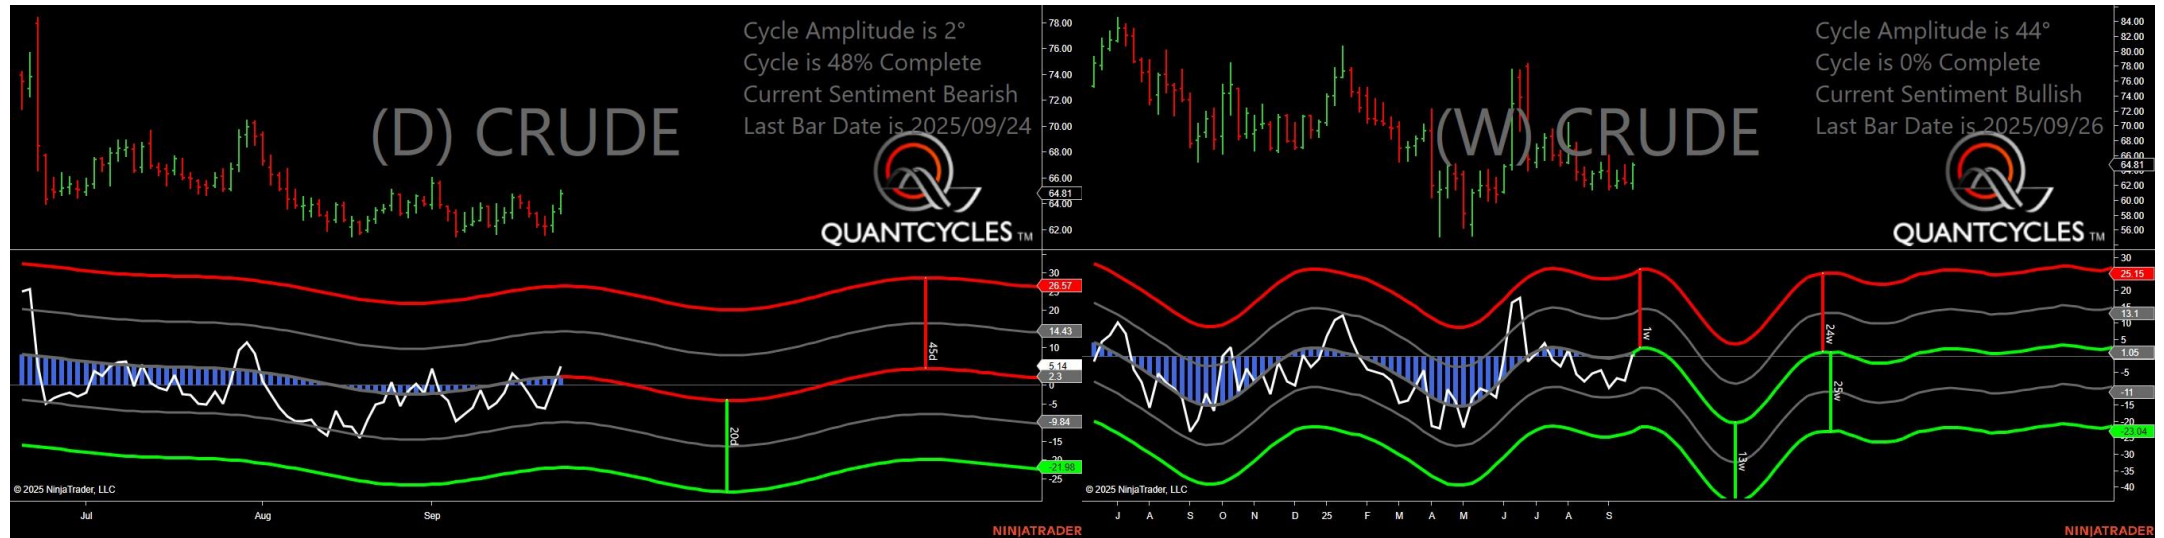 (D) CRUDE
Cycle Amplitude is 2°
Cycle is 48% Complete
Current Sentiment Bearish
Last Bar Date is 2025/09/24
QUANTCYCLES TM
78.00
76.00
74.00
72.00
70.00
68.00
66.00
64.81
64.00
62.00
30
26.57
20
14.43
10
5.14
2.3
0
-5
-9.84
-15
-21.98
-25
45d
20d
© 2025 NinjaTrader, LLC
Jul
Aug
Sep
NINJATRADER
(W) CRUDE
Cycle Amplitude is 44°
Cycle is 0% Complete
Current Sentiment Bullish
Last Bar Date is 2025/09/26
QUANTCYCLES TM
84.00
82.00
80.00
78.00
76.00
74.00
72.00
70.00
68.00
66.00
64.81
62.00
60.00
58.00
56.00
30
25.15
20
13.1
10
1.05
-5
-11
-15
-23.04
-30
-35
-40
1w
24w
25w
13w
© 2025 NinjaTrader, LLC
J A S O N D 25 F M A M J J A S
NINJATRADER